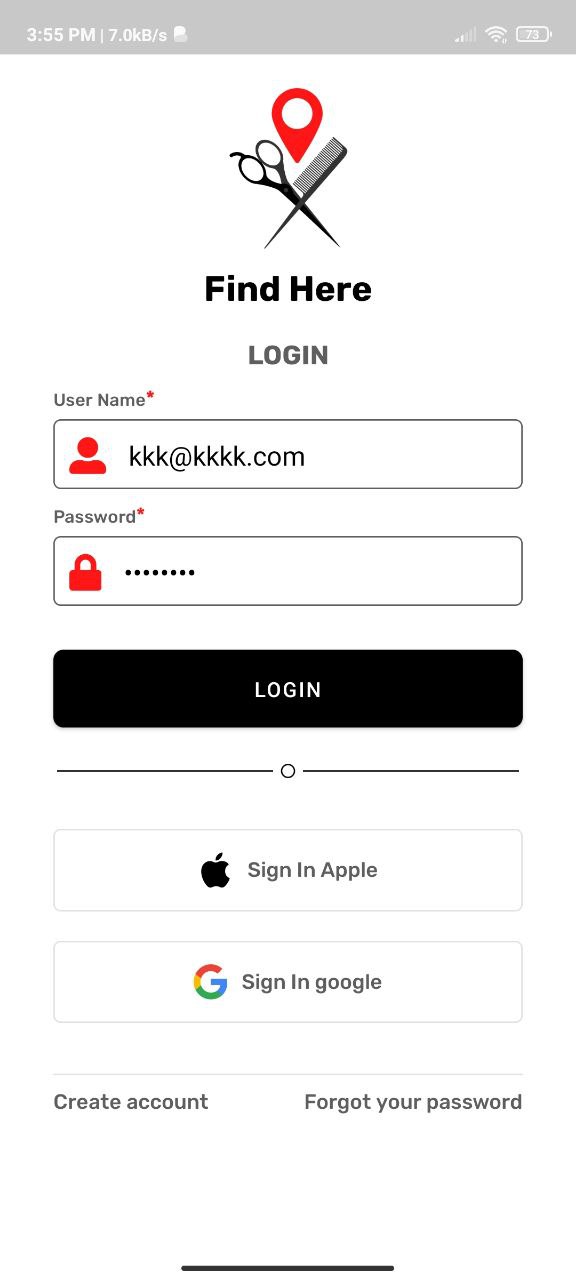 3:55 PM | 7.0kB/s 73
Find Here
LOGIN
User Name*
kkk@kkkk.com
Password*
••••••••
LOGIN
O
Sign In Apple
Sign In google
Create account Forgot your password